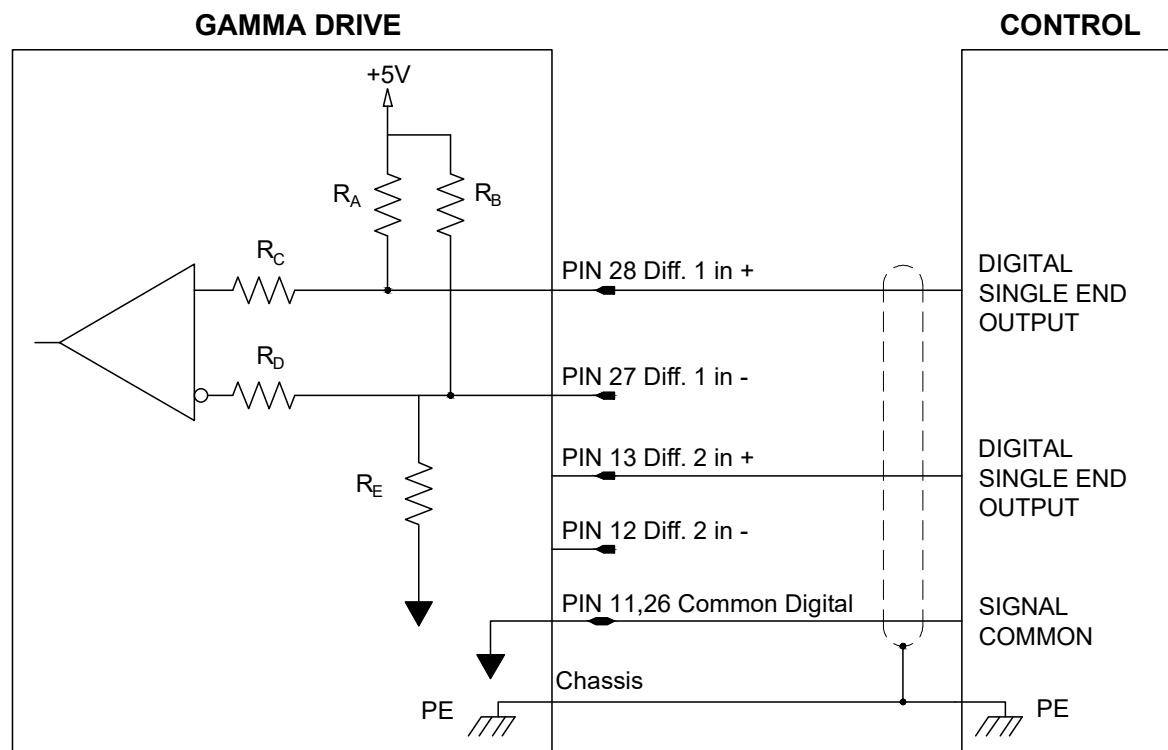 GAMMA DRIVE
CONTROL
+5V
RA
RB
RC
PIN 28 Diff. 1 in +
DIGITAL
SINGLE END
OUTPUT
RD
PIN 27 Diff. 1 in -
RE
PIN 13 Diff. 2 in +
DIGITAL
SINGLE END
OUTPUT
PIN 12 Diff. 2 in -
PIN 11,26 Common Digital
SIGNAL
COMMON
Chassis
PE
PE